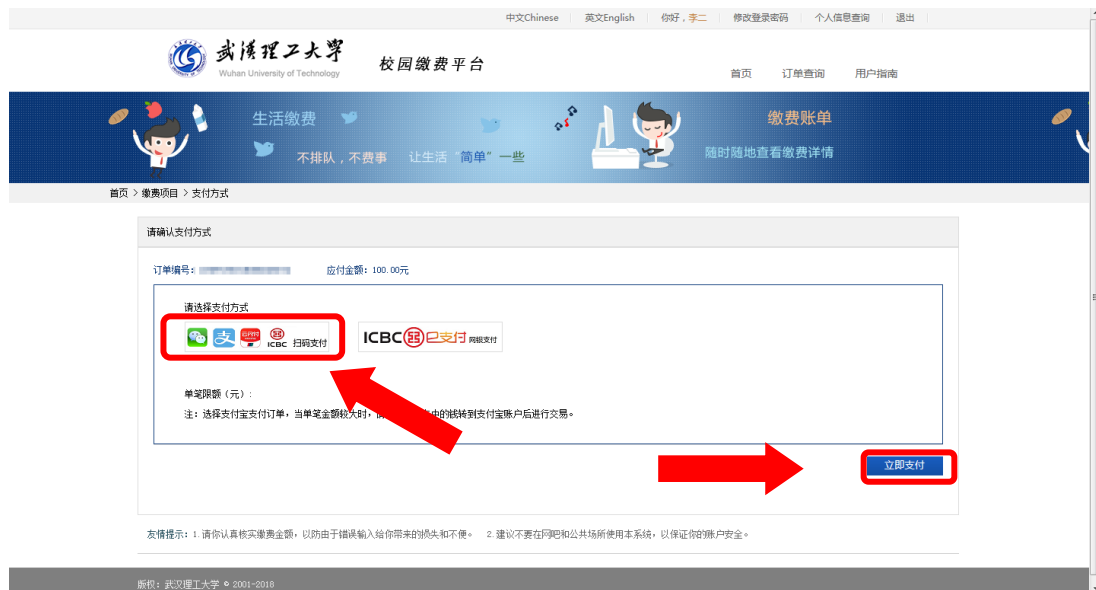 中文Chinese 英文English 你好，李二 修改登录密码 个人信息查询 退出
武汉理工大学
Wuhan University of Technology
校园缴费平台
首页 订单查询 用户指南
生活缴费
不排队，不费事 让生活“简单”一些
缴费账单
随时随地查看缴费详情
首页 > 缴费项目 > 支付方式
请确认支付方式
订单编号： 应付金额：100.00元
请选择支付方式
支 ICBC 扫码支付 ICBC 已支付 网银支付
单笔限额（元）：
注：选择支付宝支付订单，当单笔金额较大时， 中的钱转到支付宝账户后进行交易。
立即支付
友情提示：1.请你认真核实缴费金额，以防由于错误输入给你带来的损失和不便。 2.建议不要在网吧和公共场所使用本系统，以保证你的账户安全。
版权：武汉理工大学 © 2001-2018